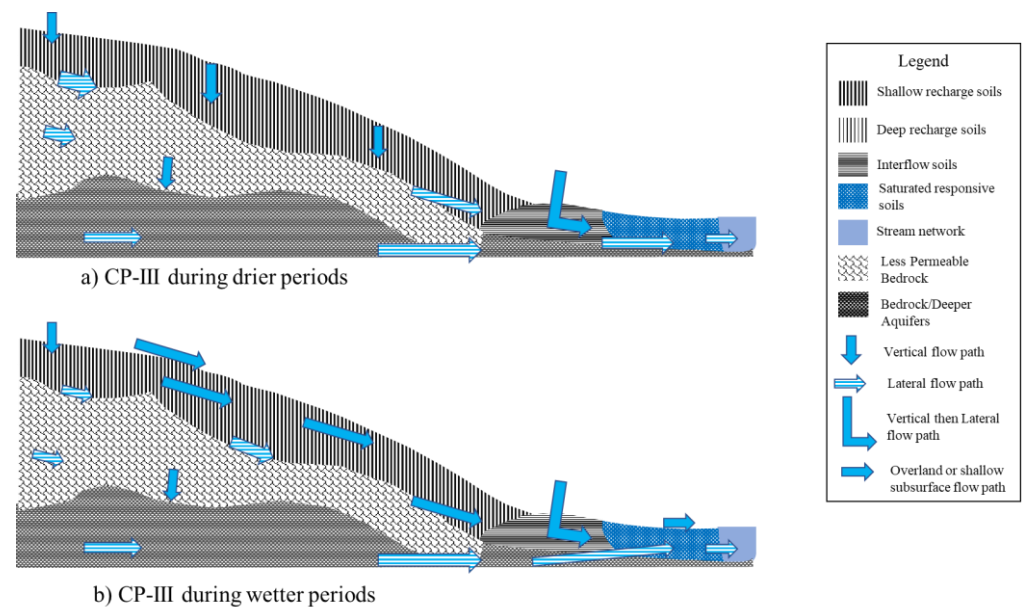 a) CP-III during drier periods
b) CP-III during wetter periods
Legend
Shallow recharge soils
Deep recharge soils
Interflow soils
Saturated responsive
soils
Stream network
Less Permeable
Bedrock
Bedrock/Deeper
Aquifers
Vertical flow path
Lateral flow path
Vertical then Lateral
flow path
Overland or shallow
subsurface flow path